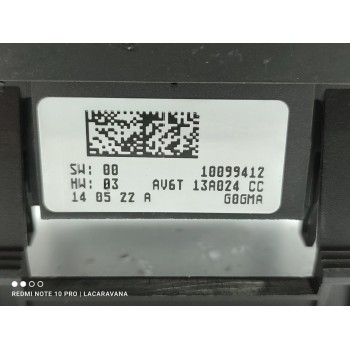 SW: 00 10099412
HW: 03 AV6T 13A024 CC
14 05 22 A G0GMA
REDMI NOTE 10 PRO | LACARAVANA